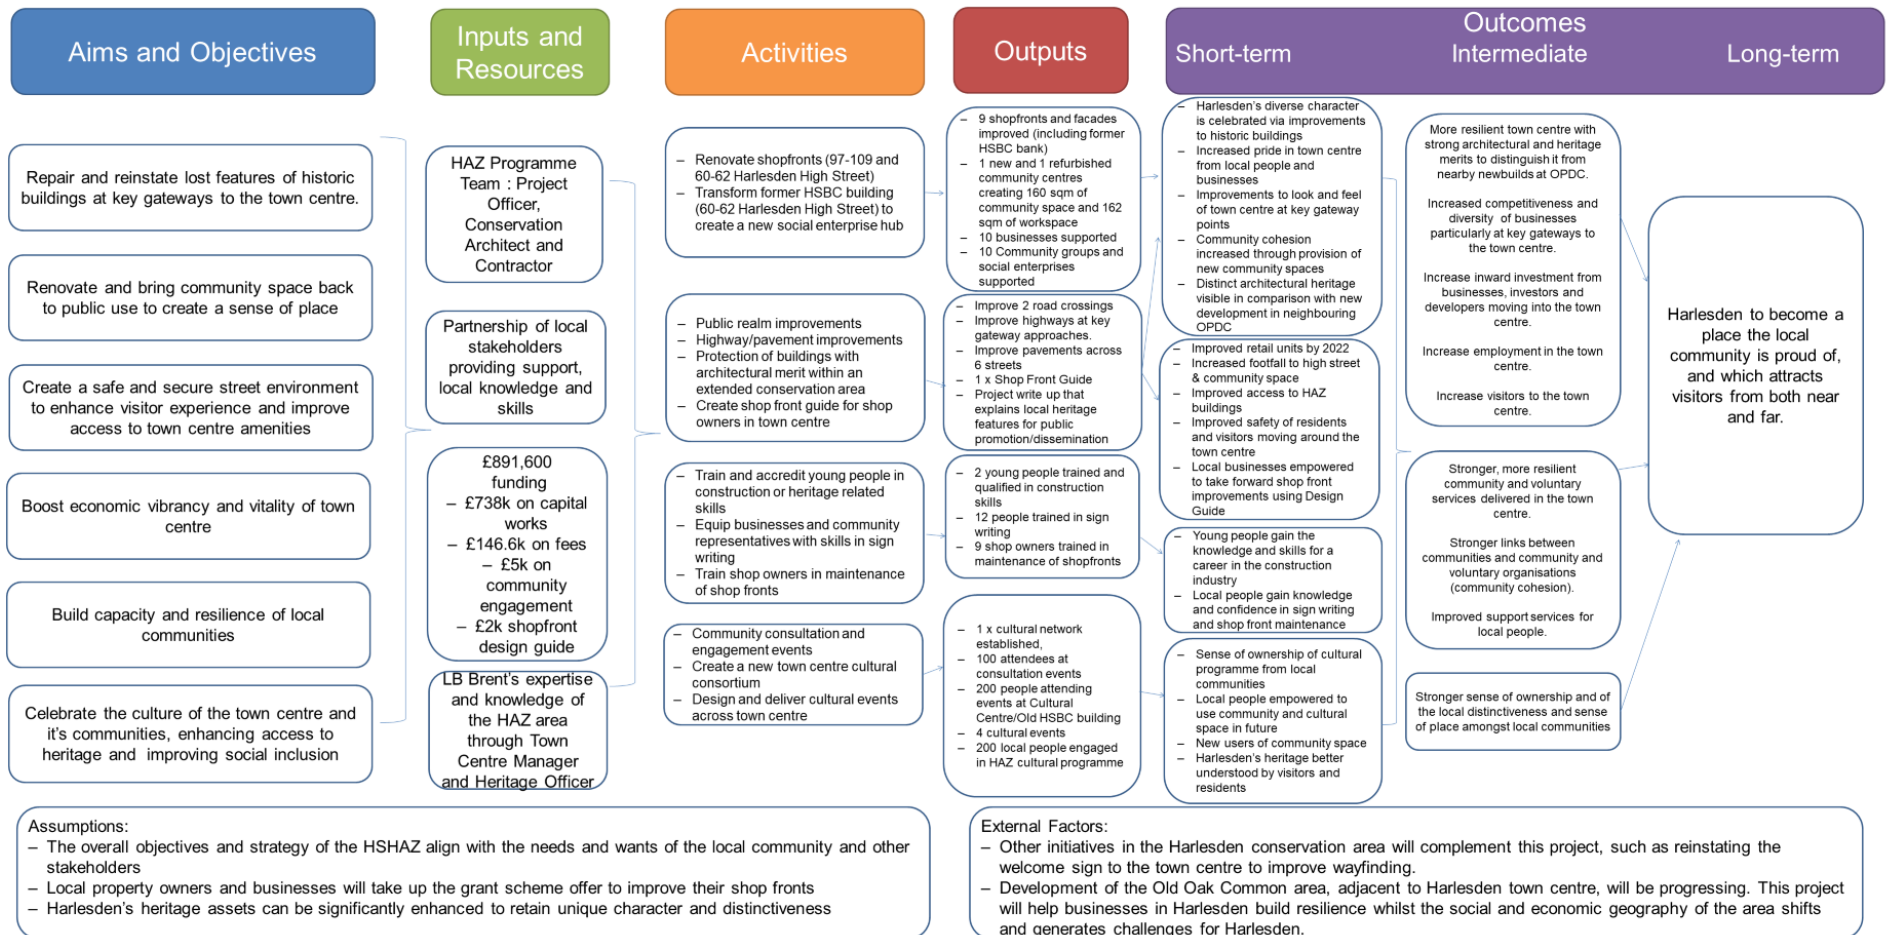 Aims and Objectives
Inputs and
Resources
Activities
Outputs
Outcomes
Short-term
Intermediate
Long-term
Repair and reinstate lost features of historic
buildings at key gateways to the town centre.
Renovate and bring community space back
to public use to create a sense of place
Create a safe and secure street environment
to enhance visitor experience and improve
access to town centre amenities
Boost economic vibrancy and vitality of town
centre
Build capacity and resilience of local
communities
Celebrate the culture of the town centre and
it's communities, enhancing access to
heritage and improving social inclusion
HAZ Programme
Team : Project
Officer,
Conservation
Architect and
Contractor
Partnership of local
stakeholders
providing support,
local knowledge and
skills
£891,600
funding
– £738k on capital
works
– £146.6k on fees
– £5k on
community
engagement
– £2k shopfront
design guide
LB Brent's expertise
and knowledge of
the HAZ area
through Town
Centre Manager
and Heritage Officer
– Renovate shopfronts (97-109 and
60-62 Harlesden High Street)
– Transform former HSBC building
(60-62 Harlesden High Street) to
create a new social enterprise hub
– Public realm improvements
– Highway/pavement improvements
– Protection of buildings with
architectural merit within an
extended conservation area
– Create shop front guide for shop
owners in town centre
– Train and accredit young people in
construction or heritage related
skills
– Equip businesses and community
representatives with skills in sign
writing
– Train shop owners in maintenance
of shop fronts
– Community consultation and
engagement events
– Create a new town centre cultural
consortium
– Design and deliver cultural events
across town centre
– 9 shopfronts and facades
improved (including former
HSBC bank)
– 1 new and 1 refurbished
community centres
creating 160 sqm of
community space and 162
sqm of workspace
– 10 businesses supported
– 10 Community groups and
social enterprises
supported
– Improve 2 road crossings
– Improve highways at key
gateway approaches.
– Improve pavements across
6 streets
– 1 x Shop Front Guide
– Project write up that
explains local heritage
features for public
promotion/dissemination
– 2 young people trained and
qualified in construction
skills
– 12 people trained in sign
writing
– 9 shop owners trained in
maintenance of shopfronts
– 1 x cultural network
established,
– 100 attendees at
consultation events
– 200 people attending
events at Cultural
Centre/Old HSBC building
– 4 cultural events
– 200 local people engaged
in HAZ cultural programme
– Harlesden's diverse character
is celebrated via improvements
to historic buildings
– Increased pride in town centre
from local people and
businesses
– Improvements to look and feel
of town centre at key gateway
points
– Community cohesion
increased through provision of
new community spaces
– Distinct architectural heritage
visible in comparison with new
development in neighbouring
OPDC
– Improved retail units by 2022
– Increased footfall to high street
& community space
– Improved access to HAZ
buildings
– Improved safety of residents
and visitors moving around the
town centre
– Local businesses empowered
to take forward shop front
improvements using Design
Guide
– Young people gain the
knowledge and skills for a
career in the construction
industry
– Local people gain knowledge
and confidence in sign writing
and shop front maintenance
– Sense of ownership of cultural
programme from local
communities
– Local people empowered to
use community and cultural
space in future
– New users of community space
– Harlesden's heritage better
understood by visitors and
residents
More resilient town centre with
strong architectural and heritage
merits to distinguish it from
nearby newbuilds at OPDC.
Increased competitiveness and
diversity of businesses
particularly at key gateways to
the town centre.
Increase inward investment from
businesses, investors and
developers moving into the town
centre.
Increase employment in the town
centre.
Increase visitors to the town
centre.
Stronger, more resilient
community and voluntary
services delivered in the town
centre.
Stronger links between
communities and community and
voluntary organisations
(community cohesion).
Improved support services for
local people.
Stronger sense of ownership and of
the local distinctiveness and sense
of place amongst local communities
Harlesden to become a
place the local
community is proud of,
and which attracts
visitors from both near
and far.
Assumptions:
– The overall objectives and strategy of the HSHAZ align with the needs and wants of the local community and other
stakeholders
– Local property owners and businesses will take up the grant scheme offer to improve their shop fronts
– Harlesden's heritage assets can be significantly enhanced to retain unique character and distinctiveness
External Factors:
– Other initiatives in the Harlesden conservation area will complement this project, such as reinstating the
welcome sign to the town centre to improve wayfinding.
– Development of the Old Oak Common area, adjacent to Harlesden town centre, will be progressing. This project
will help businesses in Harlesden build resilience whilst the social and economic geography of the area shifts
and generates challenges for Harlesden.